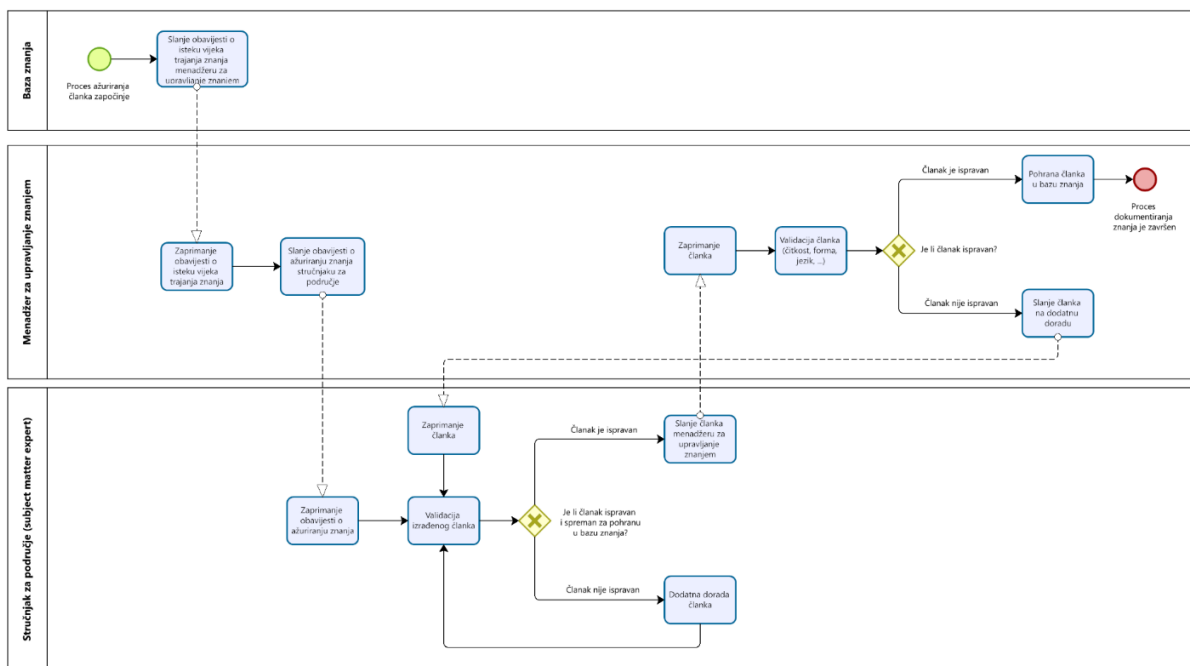 Baza znanja
Proces ažuriranja
članka započinje
Slanje obavijesti o
isteku vijeka
trajanja znanja
menadžeru za
upravljanje znanjem
Menadžer za upravljanje znanjem
Zaprimanje
obavijesti o
isteku vijeka
trajanja znanja
Slanje obavijesti o
ažuriranju znanja
stručnjaku za
područje
Zaprimanje
članka
Validacija članka
(čitkost, forma,
jezik, ...)
Je li članak ispravan?
Članak je ispravan
Pohrana članka
u bazu znanja
Proces
dokumentiranja
znanja je završen
Članak nije ispravan
Slanje članka
na dodatnu
doradu
Stručnjak za područje (subject matter expert)
Zaprimanje
obavijesti o
ažuriranju znanja
Zaprimanje
članka
Validacija
izrađenog članka
Je li članak ispravan
i spreman za pohranu
u bazu znanja?
Članak je ispravan
Slanje članka
menadžeru za
upravljanje
znanjem
Članak nije ispravan
Dodatna dorada
članka